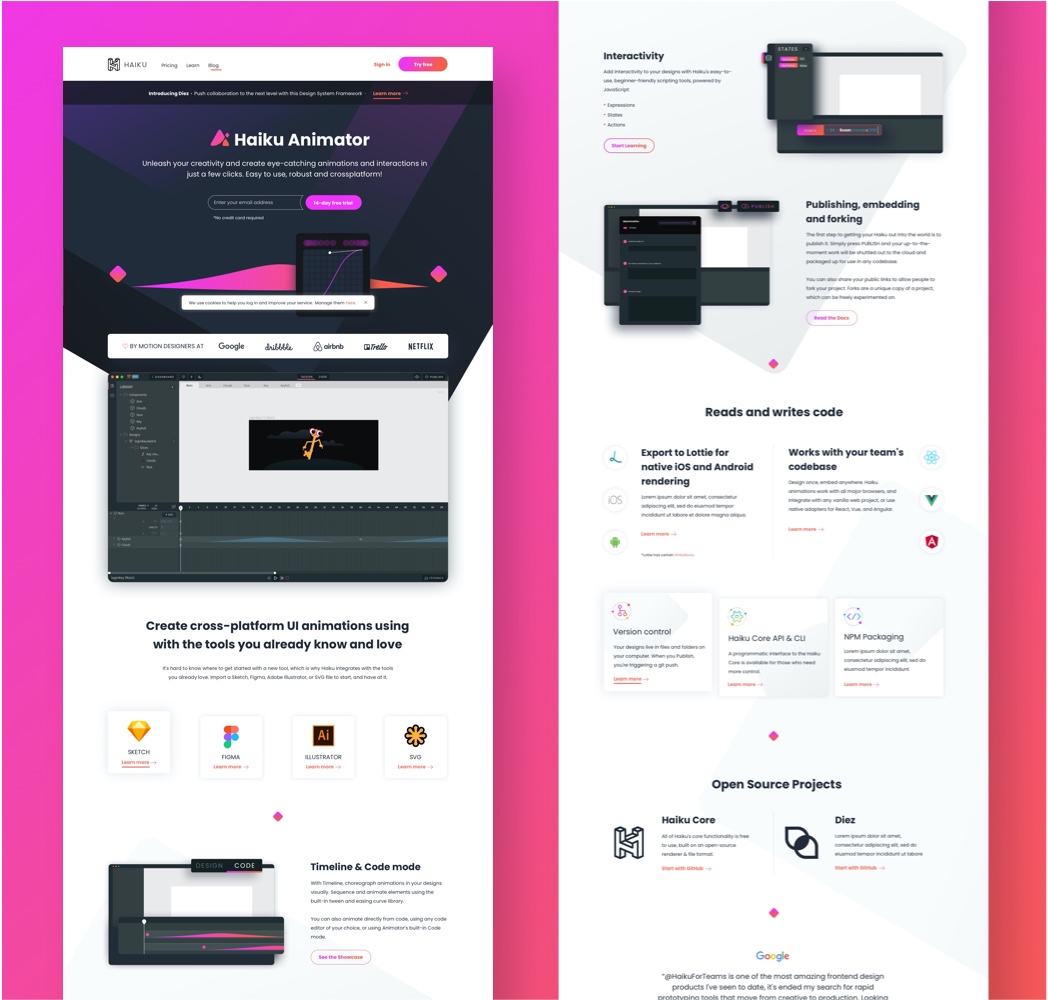 HAIKU
Pricing Learn Blog
Sign in
Try free
Introducing Diez - Push collaboration to the next level with this Design System Framework
Learn more
Haiku Animator
Unleash your creativity and create eye-catching animations and interactions in
just a few clicks. Easy to use, robust and crossplatform!
Enter your email address
14-day free trial
*No credit card required
We use cookies to help you log in and improve your service. Manage them here.
BY MOTION DESIGNERS AT
Google
dribbble
airbnb
Trello
NETFLIX
Create cross-platform UI animations using
with the tools you already know and love
It's hard to know where to get started with a new tool, which is why Haiku integrates with the tools
you already love. Import a Sketch, Figma, Adobe Illustrator, or SVG file to start, and have at it.
SKETCH
Learn more
FIGMA
Learn more
Ai
ILLUSTRATOR
Learn more
SVG
Learn more
DESIGN CODE
Timeline & Code mode
With Timeline, choreograph animations in your designs
visually. Sequence and animate elements using the
built-in tween and easing curve library.
You can also animate directly from code, using any code
editor of your choice, or using Animator's built-in Code
mode.
See the Showcase
Interactivity
Add interactivity to your designs with Haiku's easy-to-
use, beginner-friendly scripting tools, powered by
JavaScript
- Expressions
- States
- Actions
Start Learning
STATES
PUBLISH
Publishing, embedding
and forking
The first step to getting your Haiku out into the world is to
publish it. Simply press PUBLISH and your up-to-the-
moment work will be shuttled out to the cloud and
packaged up for use in any codebase.
You can also share your public links to allow people to
fork your project. Forks are a unique copy of a project,
which can be freely experimented on.
Read the Docs
Reads and writes code
Export to Lottie for
native iOS and Android
rendering
Lorem ipsum dolor sit amet, consectetur
adipiscing elit, sed do eiusmod tempor
incididunt ut labore et dolore magna aliqua.
Learn more
*Lottie has certain limitations.
iOS
Works with your team's
codebase
Design once, embed anywhere. Haiku
animations work with all major browsers, and
integrate with any vanilla web project, or use
native adapters for React, Vue, and Angular.
Learn more
Version control
Your designs live in files and folders on
your computer. When you Publish,
you're triggering a git push.
Learn more
Haiku Core API & CLI
A programmatic interface to the Haiku
Core is available for those who need
more control.
Learn more
NPM Packaging
Lorem ipsum dolor sit amet,
consectetur adipiscing elit, sed do
eiusmod tempor incididunt
Learn more
Open Source Projects
Haiku Core
All of Haiku's core functionality is free
to use, built on an open-source
renderer & file format.
Start with GitHub
Diez
Lorem ipsum dolor sit amet,
consectetur adipiscing elit, sed do
eiusmod tempor incididunt ut labore
Start with GitHub
Google
"@HaikuForTeams is one of the most amazing frontend design
products I've seen to date, it's ended my search for rapid
prototyping tools that move from creative to production. Looking